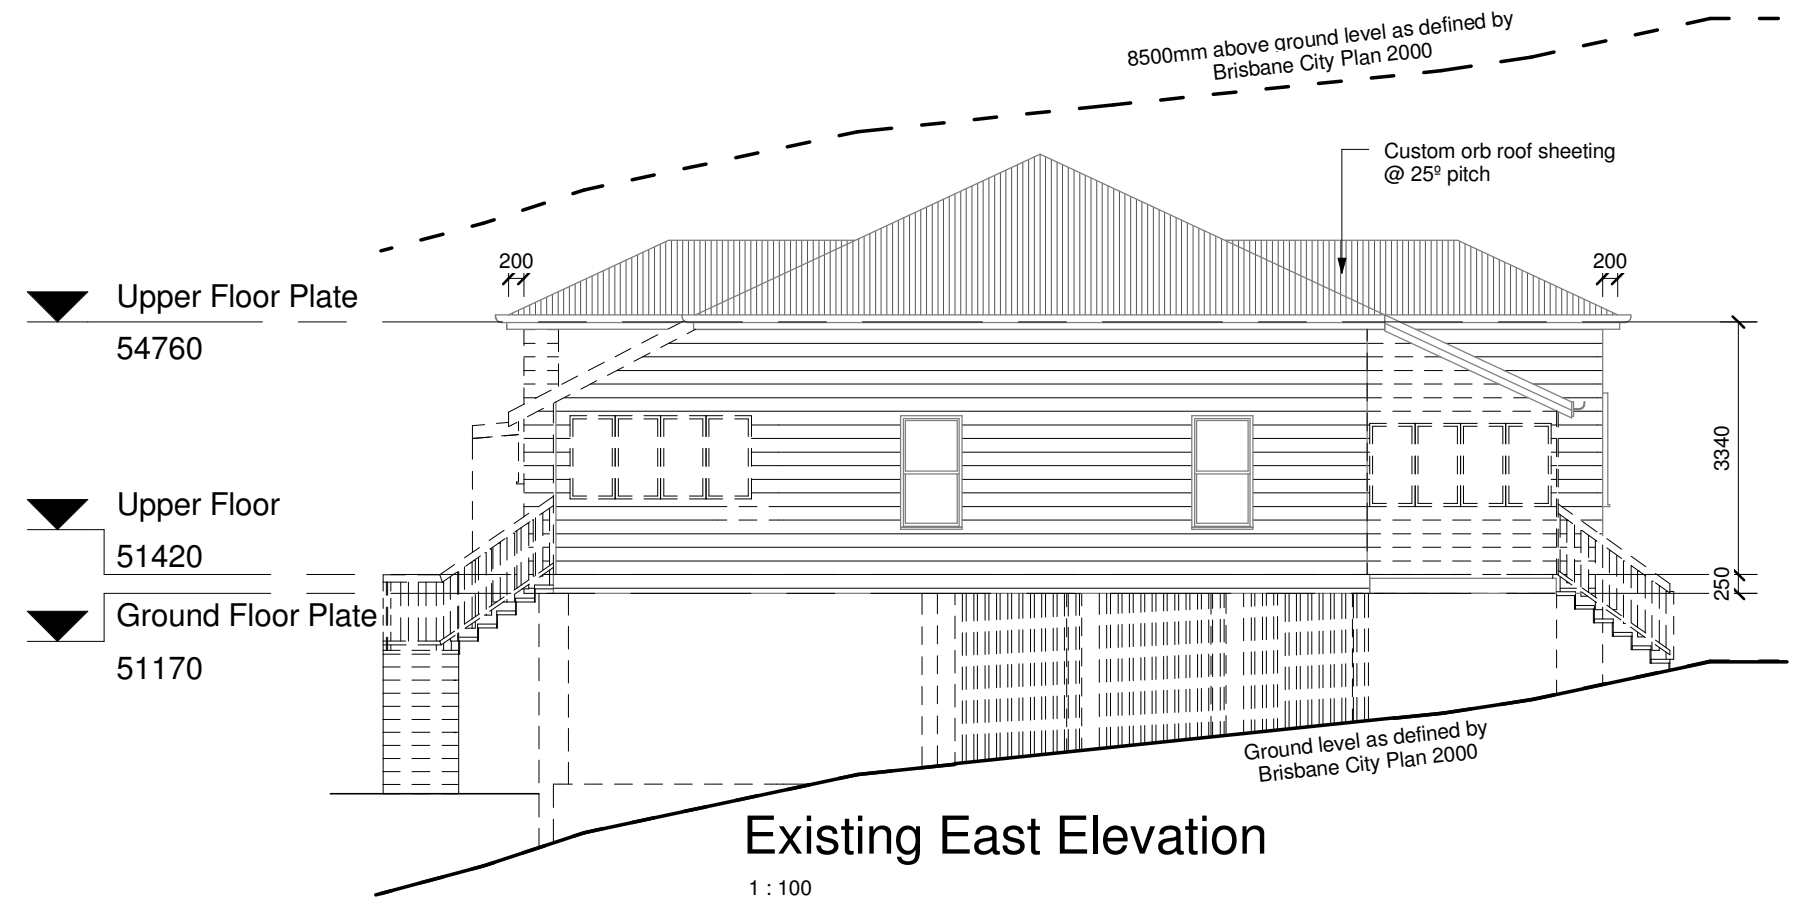 8500mm above ground level as defined by
Brisbane City Plan 2000
Custom orb roof sheeting
@ 25º pitch
200
200
Upper Floor Plate
54760
3340
Upper Floor
51420
250
Ground Floor Plate
51170
Ground level as defined by
Brisbane City Plan 2000
Existing East Elevation
1 : 100